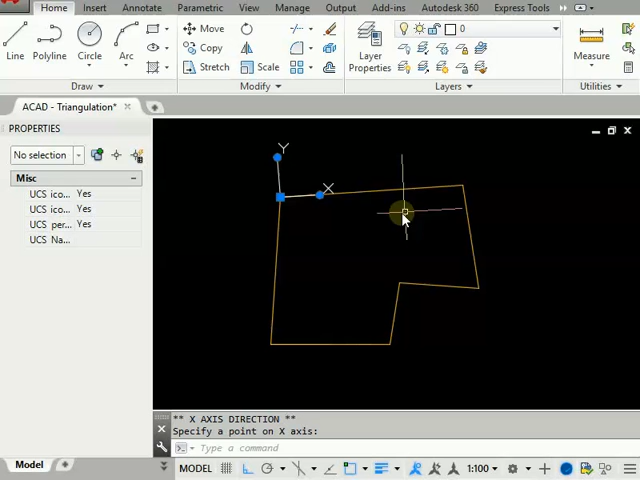 Home Insert Annotate Parametric View Manage Output Add-ins Autodesk 360 Express Tools
Line Polyline Circle Arc
Move
Copy
Stretch Scale
Layer Properties
0
Measure
Draw Modify Layers Utilities
ACAD - Triangulation*
PROPERTIES
No selection
Misc
UCS ico... Yes
UCS ico... Yes
UCS per... Yes
UCS Na...
Y
X
** X AXIS DIRECTION **
Specify a point on X axis:
Type a command
Model
MODEL 1:100